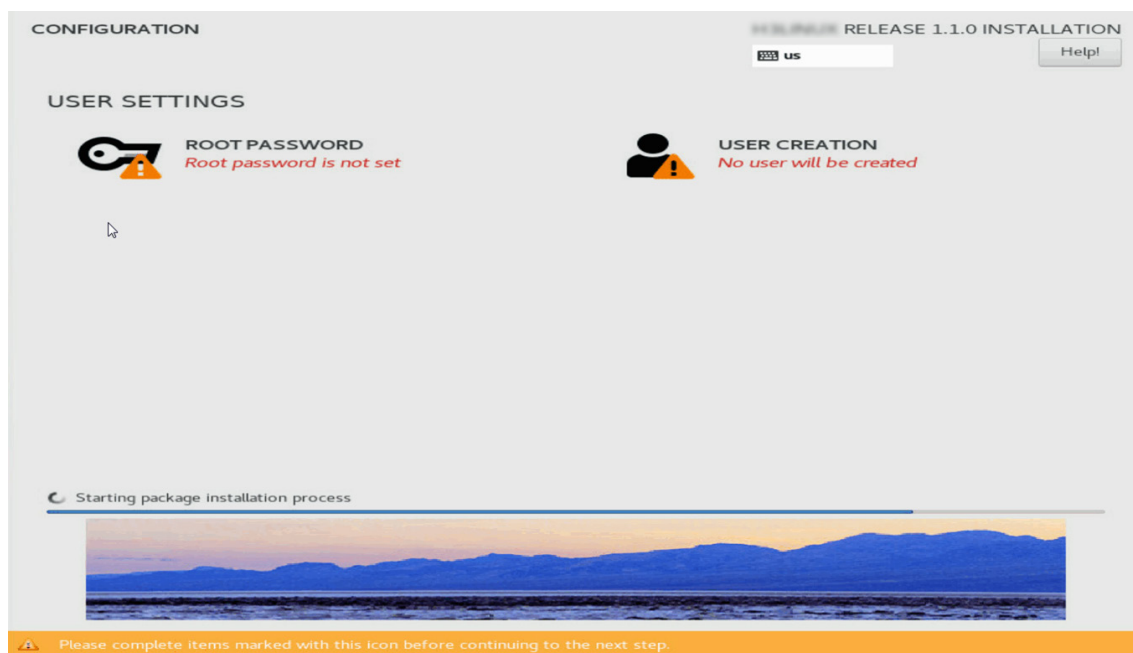 CONFIGURATION
RELEASE 1.1.0 INSTALLATION
us
Help!
USER SETTINGS
ROOT PASSWORD
Root password is not set
USER CREATION
No user will be created
Starting package installation process
Please complete items marked with this icon before continuing to the next step.